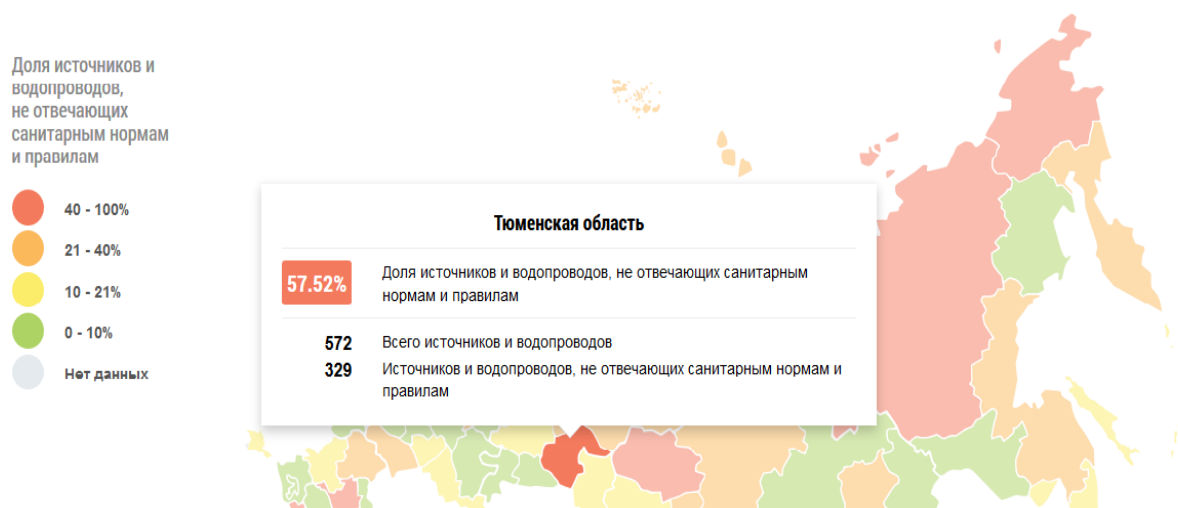 Доля источников и
водопроводов,
не отвечающих
санитарным нормам
и правилам
40 - 100%
21 - 40%
10 - 21%
0 - 10%
Нет данных
Тюменская область
57.52%
Доля источников и водопроводов, не отвечающих санитарным
нормам и правилам
572
Всего источников и водопроводов
329
Источников и водопроводов, не отвечающих санитарным нормам и
правилам